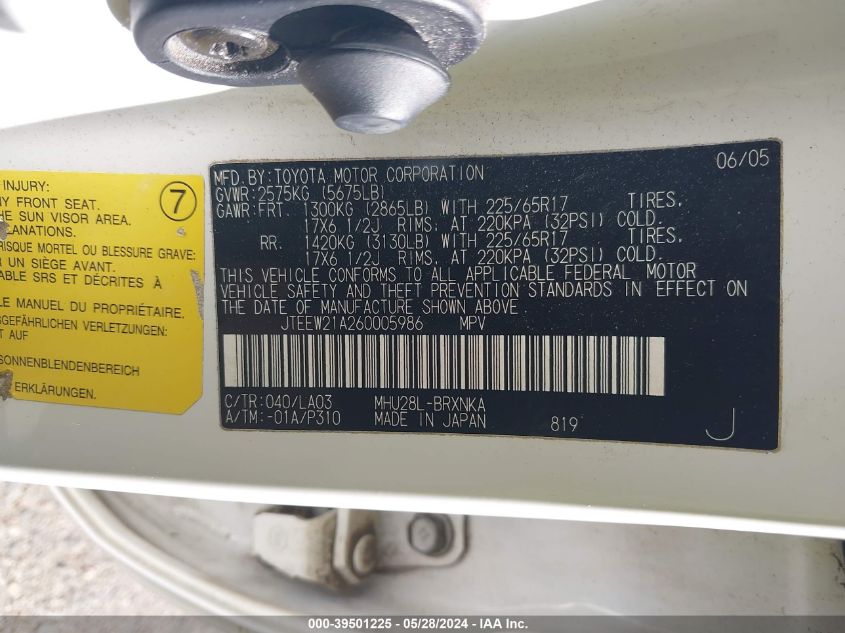 INJURY:
NY FRONT SEAT.
HE SUN VISOR AREA.
PLANATIONS.
RISQUE MORTEL OU BLESSURE GRAVE:
R UN SIÈGE AVANT.
ABLE SRS ET DÉCRITES À
LE MANUEL DU PROPRIÉTAIRE.
SGEFÄHRLICHEN VERLETZUNGEN:
T AUF
SONNENBLENDENBEREICH
ERKLÄRUNGEN.
7
MFD.BY:TOYOTA MOTOR CORPORATION 06/05
GVWR:2575KG (5675LB)
GAWR:FRT. 1300KG (2865LB) WITH 225/65R17 TIRES,
17X6 1/2J RIMS, AT 220KPA (32PSI) COLD.
RR. 1420KG (3130LB) WITH 225/65R17 TIRES,
17X6 1/2J RIMS, AT 220KPA (32PSI) COLD.
THIS VEHICLE CONFORMS TO ALL APPLICABLE FEDERAL MOTOR
VEHICLE SAFETY AND THEFT PREVENTION STANDARDS IN EFFECT ON
THE DATE OF MANUFACTURE SHOWN ABOVE.
JTEEW21A260005986 MPV
C/TR:040/LA03 MHU28L-BRXNKA
A/TM:-01A/P310 MADE IN JAPAN 819 J
000-39501225 - 05/28/2024 - IAA Inc.